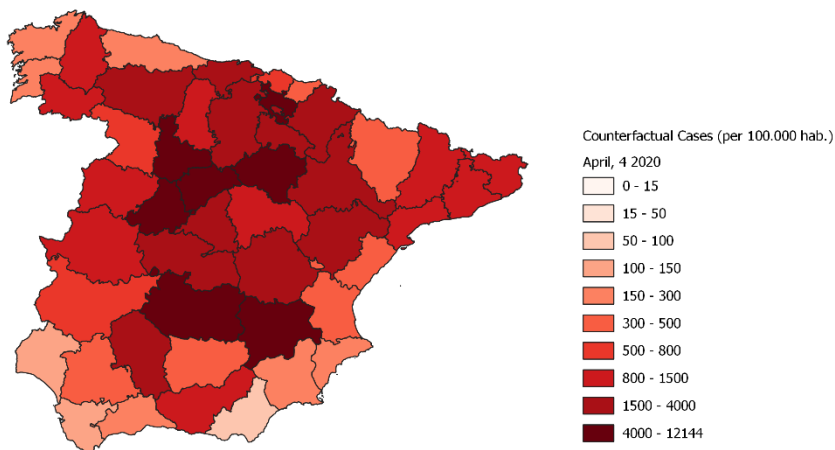 Counterfactual Cases (per 100.000 hab.)
April, 4 2020
0 - 15
15 - 50
50 - 100
100 - 150
150 - 300
300 - 500
500 - 800
800 - 1500
1500 - 4000
4000 - 12144